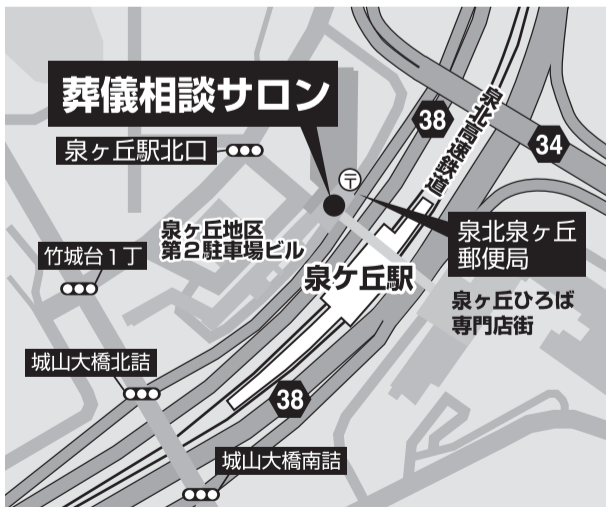 葬儀相談サロン
泉ヶ丘駅北口
38
泉北高速鉄道
34
〒
竹城台1丁
泉ヶ丘地区
第2駐車場ビル
泉北泉ヶ丘
郵便局
泉ケ丘駅
泉ヶ丘ひろば
専門店街
城山大橋北詰
38
城山大橋南詰